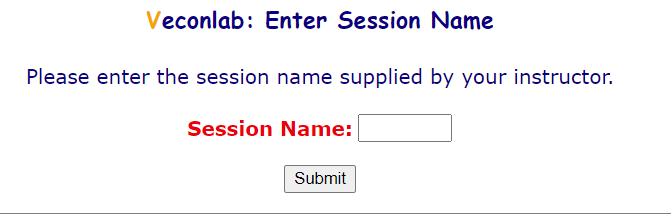 Veconlab: Enter Session Name
Please enter the session name supplied by your instructor.
Session Name:
Submit